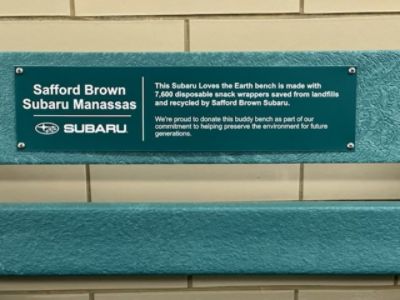 Safford Brown
Subaru Manassas
SUBARU
This Subaru Loves the Earth bench is made with
7,600 disposable snack wrappers saved from landfills
and recycled by Safford Brown Subaru.
We're proud to donate this buddy bench as part of our
commitment to helping preserve the environment for future
generations.